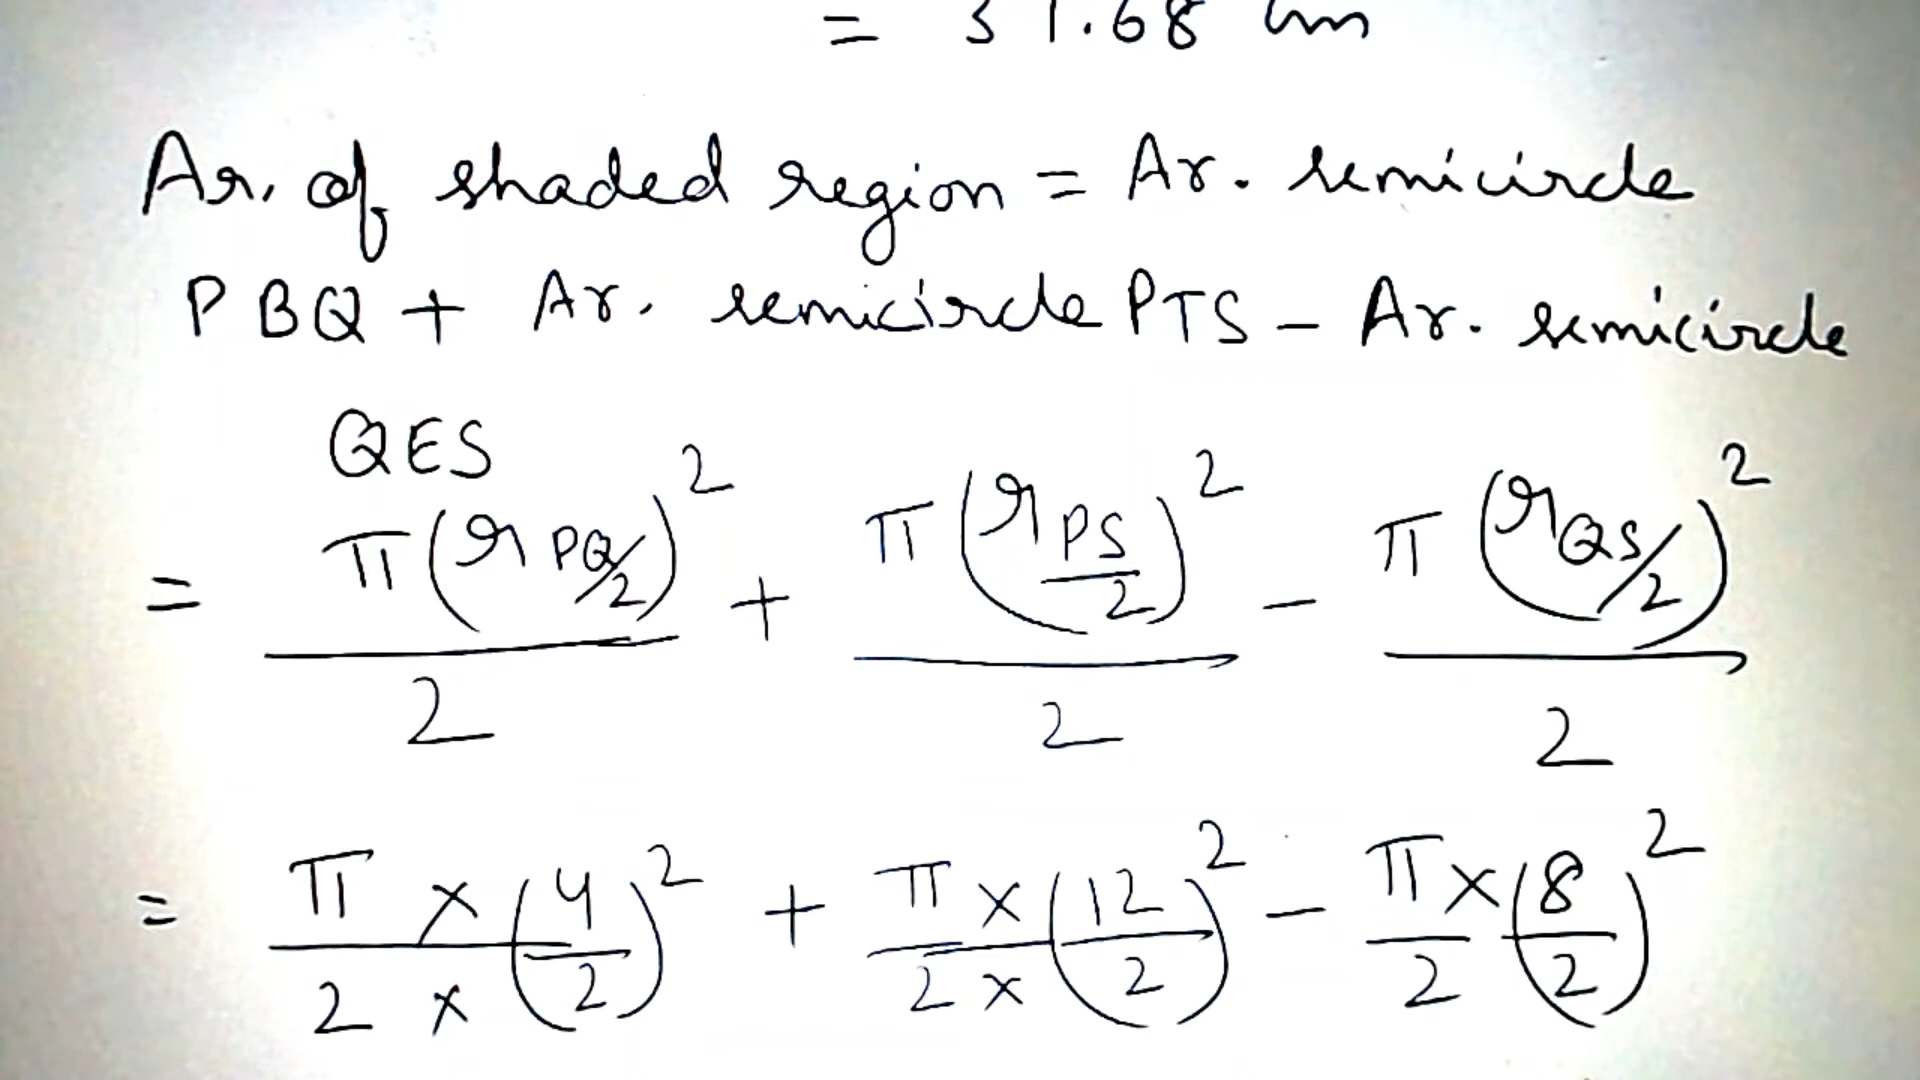 = 31.68 cm
Ar. of shaded region = Ar. semicircle
PBQ + Ar. semicircle PTS - Ar. semicircle
QES
= π(r PQ/2)²/2 + π(r PS/2)²/2 - π(r QS/2)²/2
= π/2 × × (4/2)² + π/2 × × (12/2)² - π/2 × (8/2)²